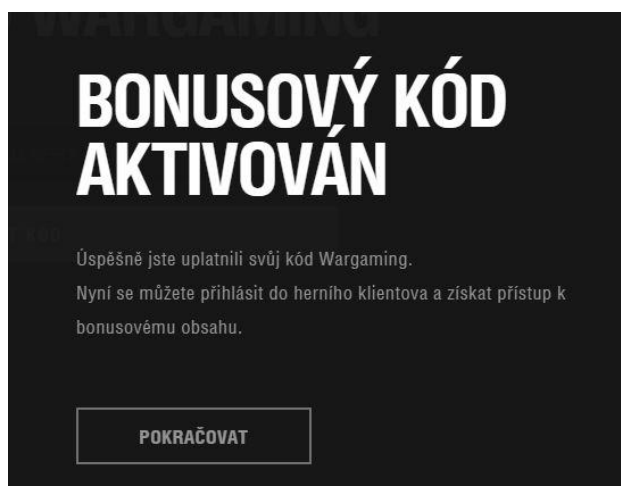 WARGAMING
BONUSOVÝ KÓD
AKTIVOVÁN
Úspěšně jste uplatnili svůj kód Wargaming.
Nyní se můžete přihlásit do herního klientova a získat přístup k
bonusovému obsahu.
POKRAČOVAT